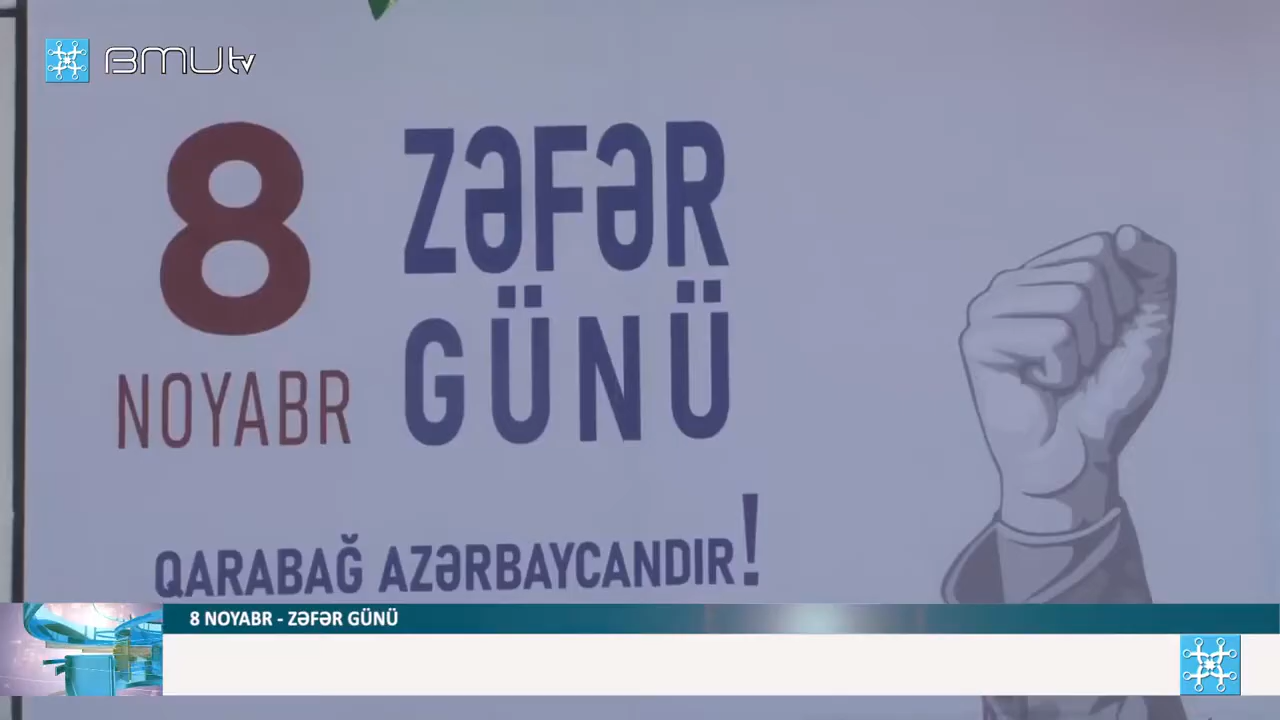 BMUtv
8
NOYABR
ZƏFƏR
GÜNÜ
QARABAĞ AZƏRBAYCANDIR!
8 NOYABR - ZƏFƏR GÜNÜ